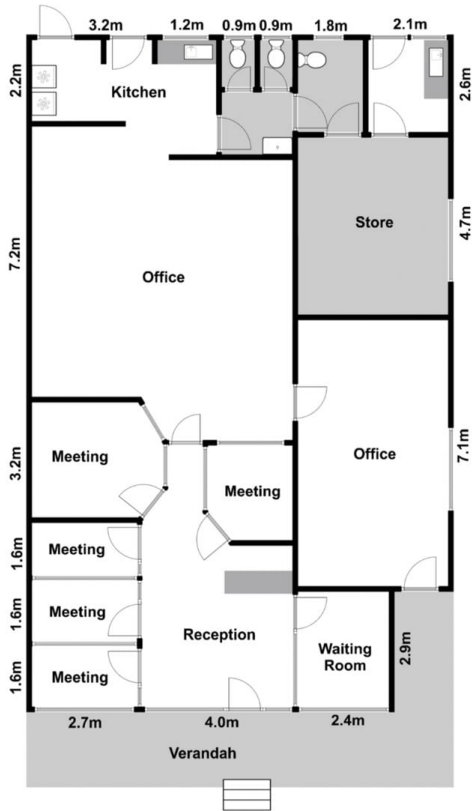 3.2m
1.2m
0.9m
0.9m
1.8m
2.1m
2.2m
Kitchen
2.6m
7.2m
Store
4.7m
Office
3.2m
Meeting
Meeting
Office
7.1m
1.6m
Meeting
1.6m
Meeting
Reception
Waiting
Room
2.9m
1.6m
Meeting
2.7m
4.0m
2.4m
Verandah